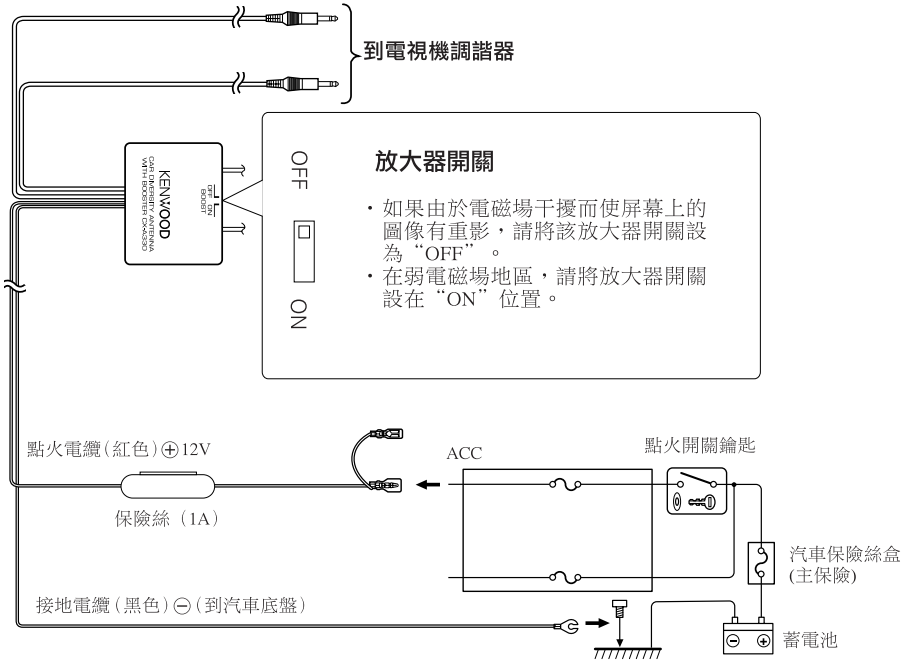 到電視機調諧器
KENWOOD
CAR DIVERSITY ANTENNA
WITH BOOSTER CX-A330
OFF ON
BOOST
OFF
ON
放大器開關
・如果由於電磁場干擾而使屏幕上的
圖像有重影，請將該放大器開關設
為“OFF”。
・在弱電磁場地區，請將放大器開關
設在“ON”位置。
點火電纜(紅色)⊕12V
保險絲（1A）
ACC
點火開關鑰匙
汽車保險絲盒
(主保險)
接地電纜(黑色)⊖(到汽車底盤)
⊖ ⊕
蓄電池